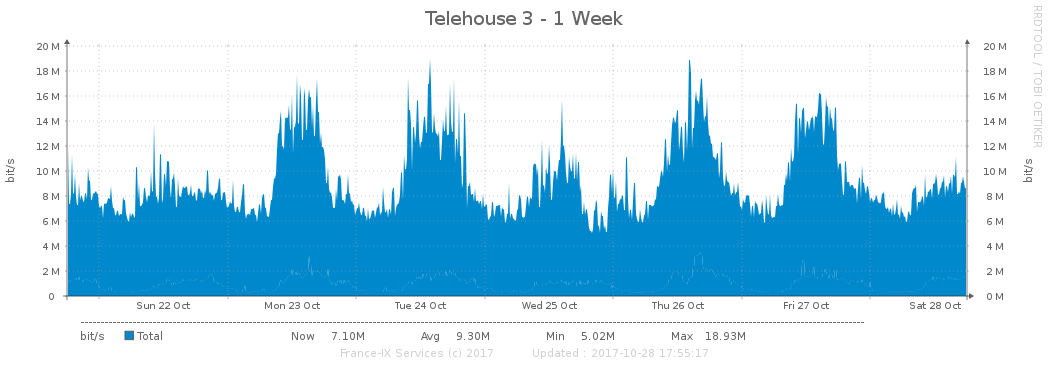 Telehouse 3 - 1 Week
RRDTOOL / TOBI OETIKER
bit/s
20 M
18 M
16 M
14 M
12 M
10 M
8 M
6 M
4 M
2 M
0
20 M
18 M
16 M
14 M
12 M
10 M
8 M
6 M
4 M
2 M
0 M
bit/s
Sun 22 Oct Mon 23 Oct Tue 24 Oct Wed 25 Oct Thu 26 Oct Fri 27 Oct Sat 28 Oct
bit/s Total Now 7.10M Avg 9.30M Min 5.02M Max 18.93M
France-IX Services (c) 2017 Updated : 2017-10-28 17:55:17